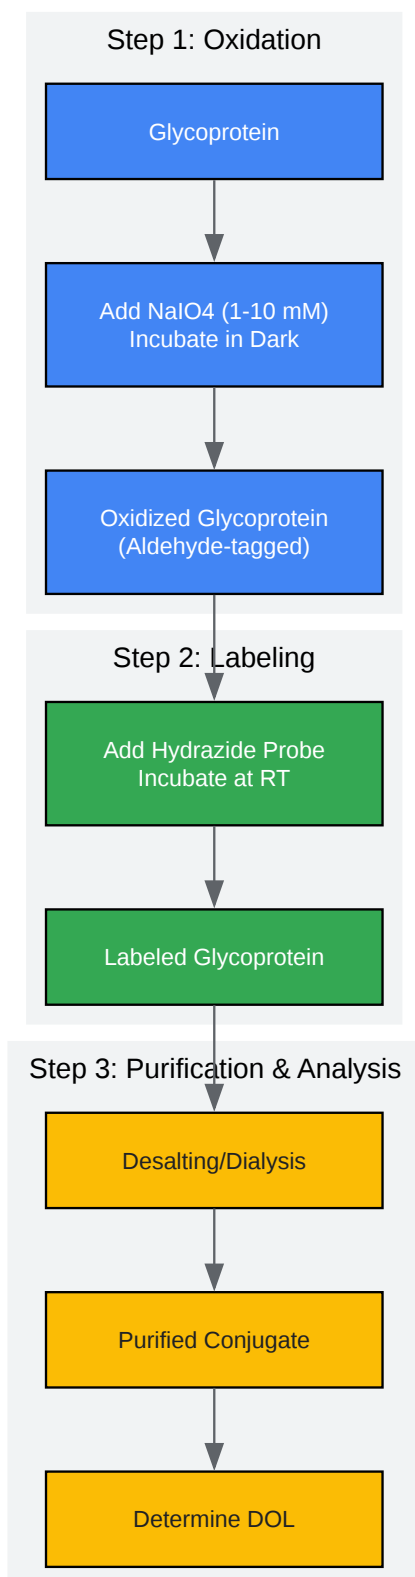 Step 1: Oxidation
Glycoprotein
Add NaIO4 (1-10 mM)
Incubate in Dark
Oxidized Glycoprotein
(Aldehyde-tagged)
Step 2: Labeling
Add Hydrazide Probe
Incubate at RT
Labeled Glycoprotein
Step 3: Purification & Analysis
Desalting/Dialysis
Purified Conjugate
Determine DOL